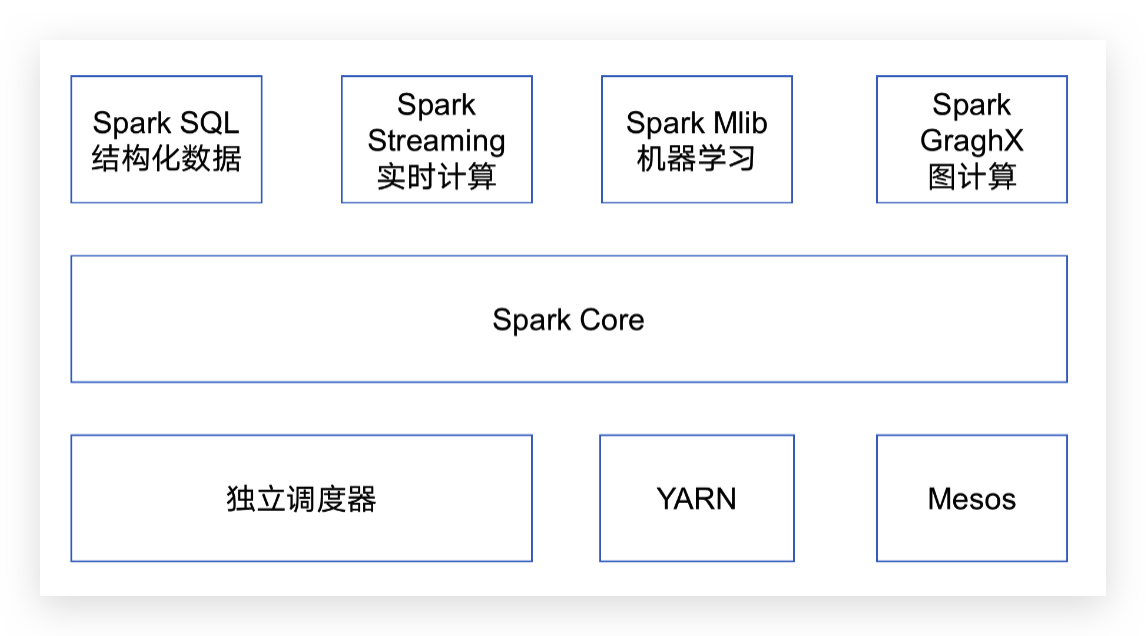 Spark SQL
结构化数据
Spark
Streaming
实时计算
Spark Mlib
机器学习
Spark
GraghX
图计算
Spark Core
独立调度器
YARN
Mesos